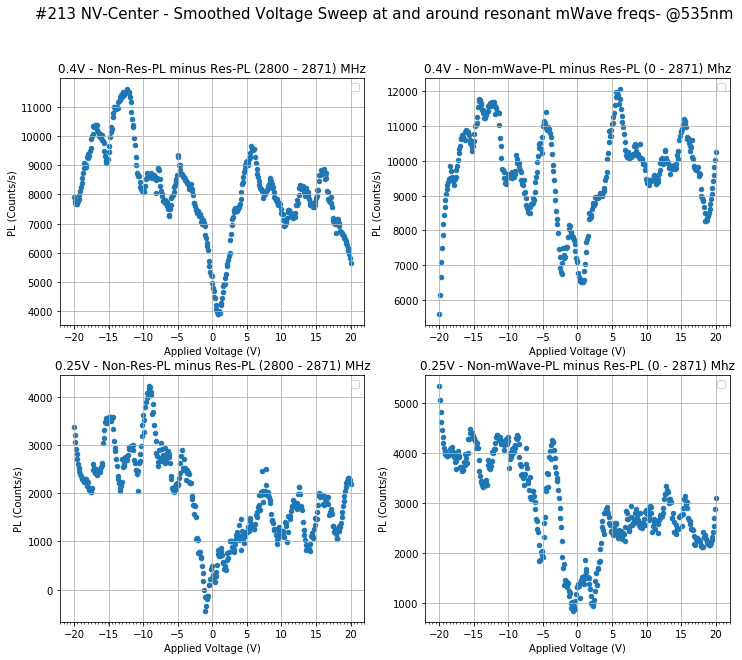 #213 NV-Center - Smoothed Voltage Sweep at and around resonant mWave freqs- @535nm
0.4V - Non-Res-PL minus Res-PL (2800 - 2871) MHz
PL (Counts/s)
11000
10000
9000
8000
7000
6000
5000
4000
−20 −15 −10 −5 0 5 10 15 20
Applied Voltage (V)
0.4V - Non-mWave-PL minus Res-PL (0 - 2871) Mhz
PL (Counts/s)
12000
11000
10000
9000
8000
7000
6000
−20 −15 −10 −5 0 5 10 15 20
Applied Voltage (V)
0.25V - Non-Res-PL minus Res-PL (2800 - 2871) MHz
PL (Counts/s)
4000
3000
2000
1000
0
−20 −15 −10 −5 0 5 10 15 20
Applied Voltage (V)
0.25V - Non-mWave-PL minus Res-PL (0 - 2871) Mhz
PL (Counts/s)
5000
4000
3000
2000
1000
−20 −15 −10 −5 0 5 10 15 20
Applied Voltage (V)